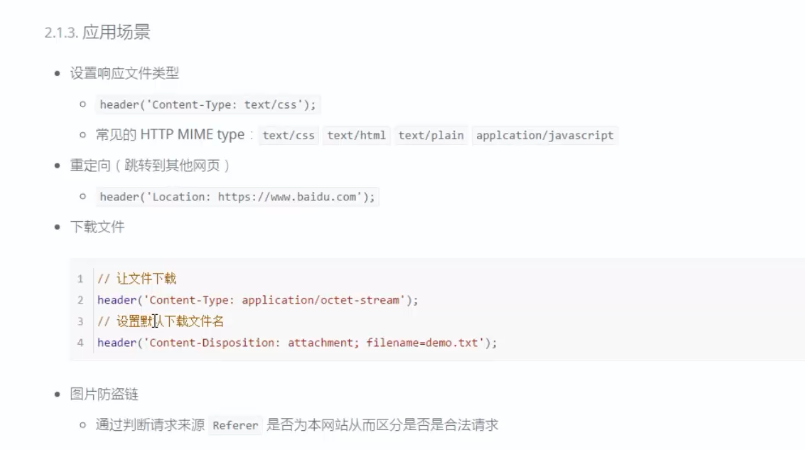 2.1.3. 应用场景
设置响应文件类型
header('Content-Type: text/css');
常见的 HTTP MIME type : text/css text/html text/plain applcation/javascript
重定向（跳转到其他网页）
header('Location: https://www.baidu.com');
下载文件
1 // 让文件下载
2 header('Content-Type: application/octet-stream');
3 // 设置默认下载文件名
4 header('Content-Disposition: attachment; filename=demo.txt');
图片防盗链
通过判断请求来源 Referer 是否为本网站从而区分是否是合法请求